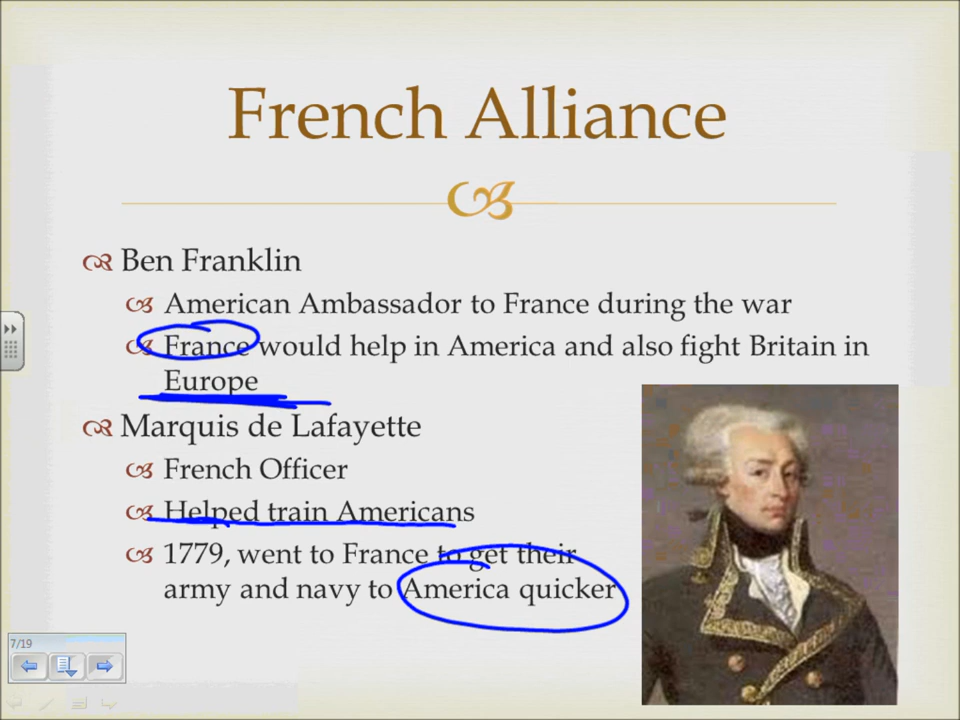 French Alliance
Ben Franklin
American Ambassador to France during the war
France would help in America and also fight Britain in
Europe
Marquis de Lafayette
French Officer
Helped train Americans
1779, went to France to get their
army and navy to America quicker
7/19